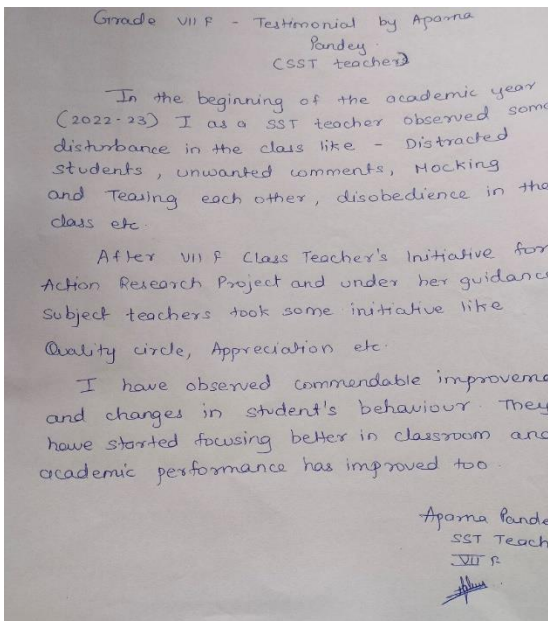 Grade VII F - Testimonial by Aparna
Pandey
(SST teacher)
In the beginning of the academic year
(2022-23) I as a SST teacher observed some
disturbance in the class like - Distracted
students, unwanted comments, Mocking
and Teasing each other, disobedience in the
class etc.
After VII F Class Teacher's Initiative for
Action Research Project and under her guidanc
subject teachers took some initiative like
Quality circle, Appreciation etc.
I have observed commendable improveme
and changes in student's behaviour. They
have started focusing better in classroom and
academic performance has improved too.
Aparna Pande
SST Teach
VII F